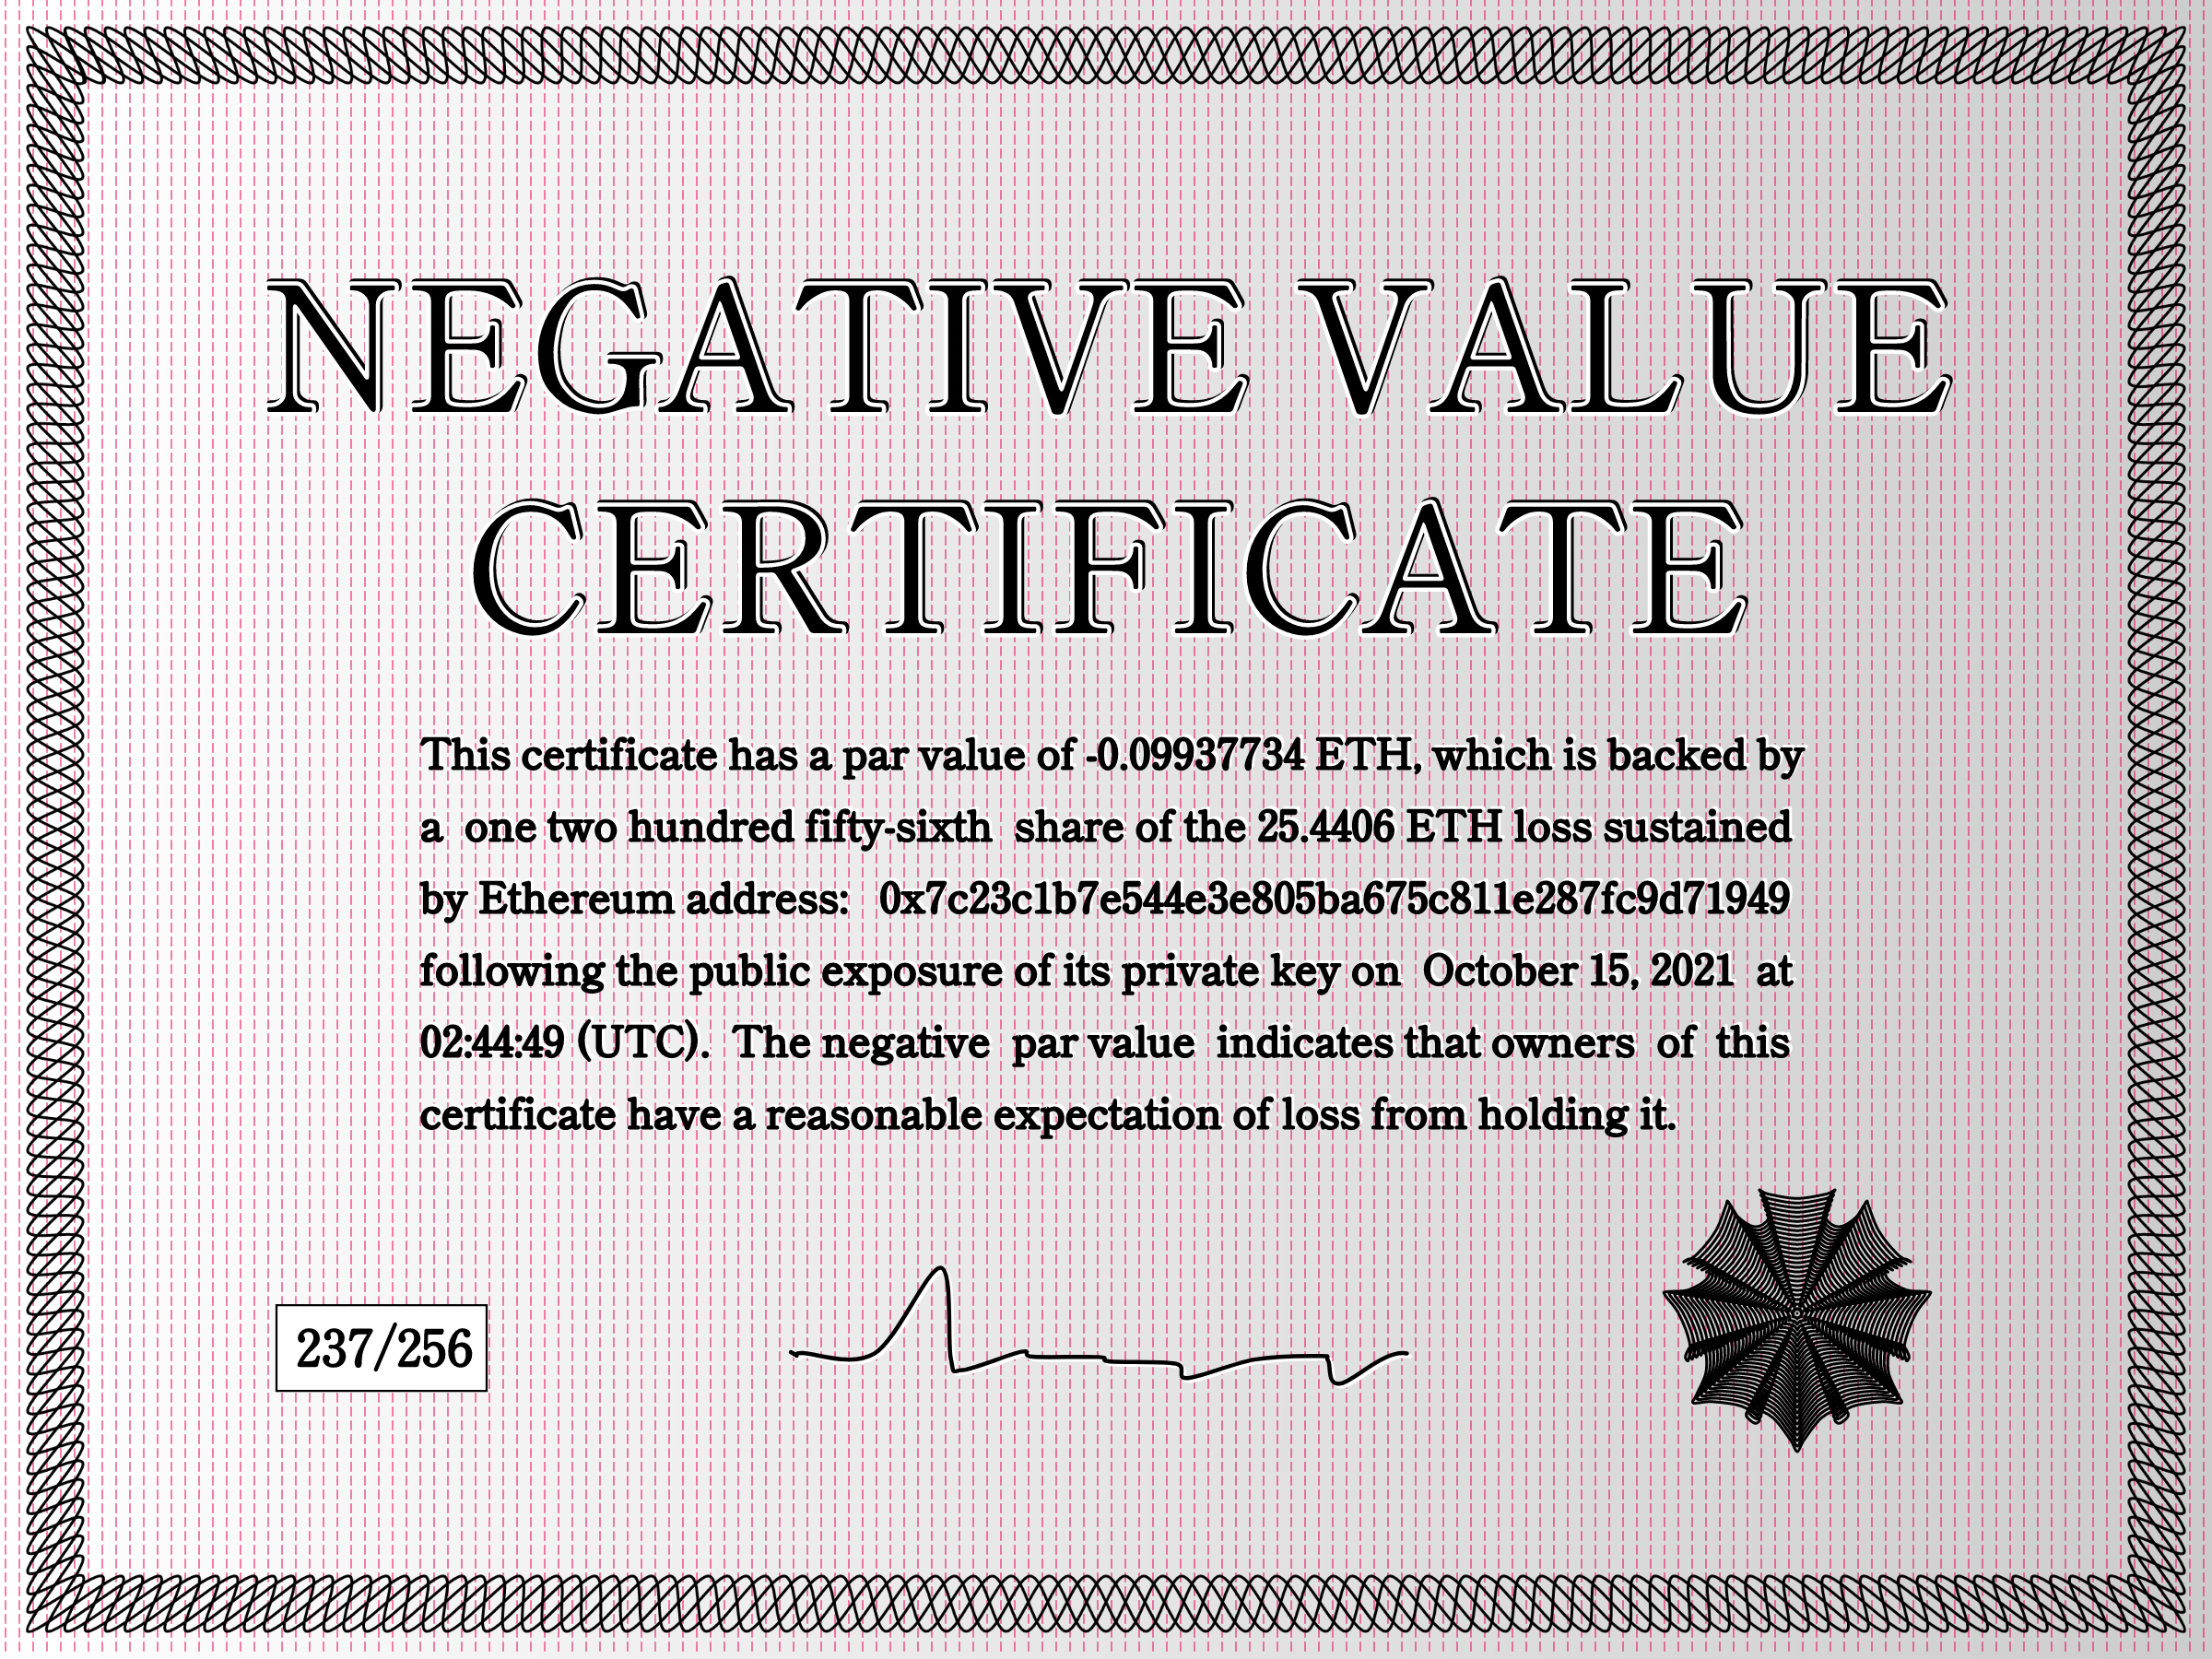 NEGATIVE VALUE
CERTIFICATE
This certificate has a par value of -0.09937734 ETH, which is backed by
a one two hundred fifty-sixth share of the 25.4406 ETH loss sustained
by Ethereum address: 0x7c23c1b7e544e3e805ba675c811e287fc9d71949
following the public exposure of its private key on October 15, 2021 at
02:44:49 (UTC). The negative par value indicates that owners of this
certificate have a reasonable expectation of loss from holding it.
237/256